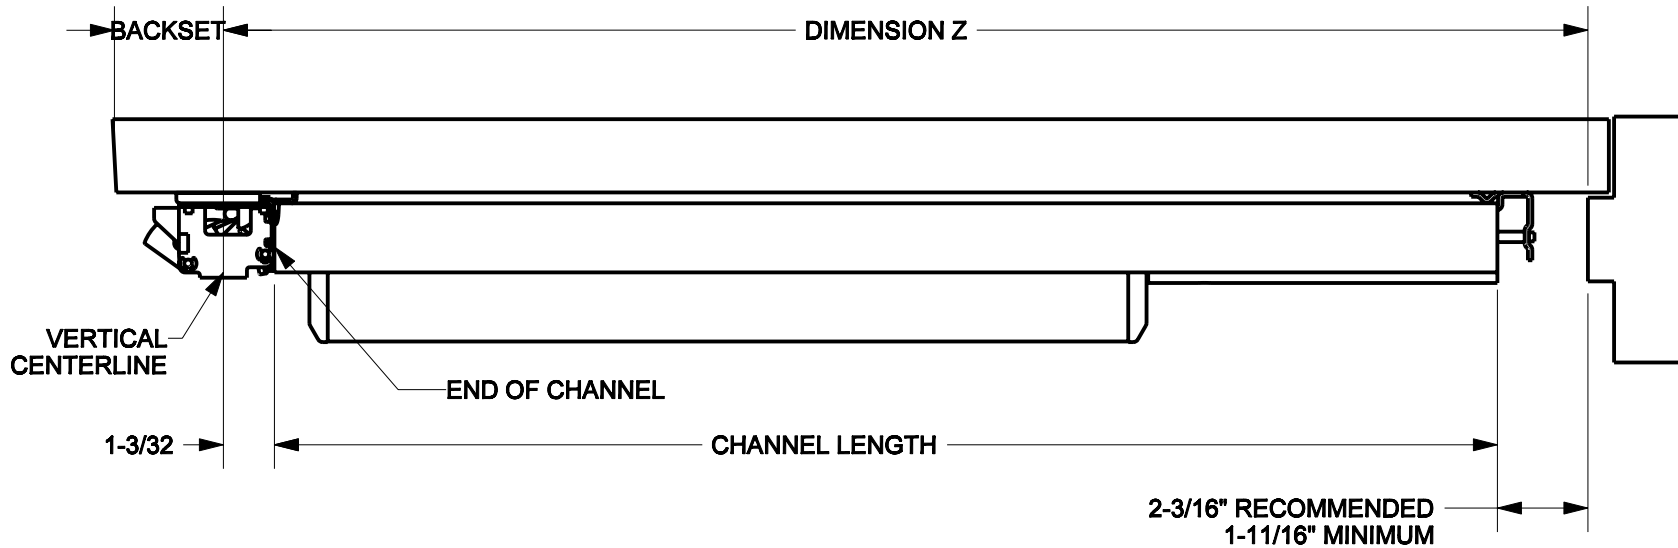 BACKSET
DIMENSION Z
VERTICAL
CENTERLINE
END OF CHANNEL
1-3/32
CHANNEL LENGTH
2-3/16" RECOMMENDED
1-11/16" MINIMUM